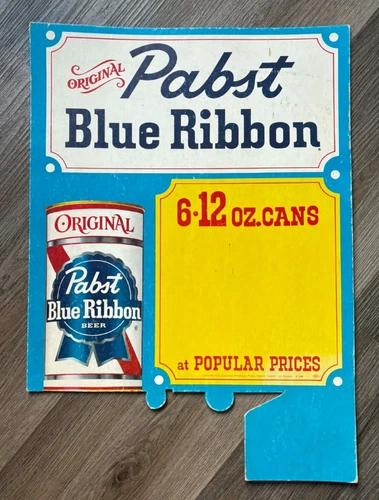 ORIGINAL Pabst
Blue Ribbon
6·12 OZ.CANS
ORIGINAL
Pabst
Blue Ribbon
BEER
at POPULAR PRICES